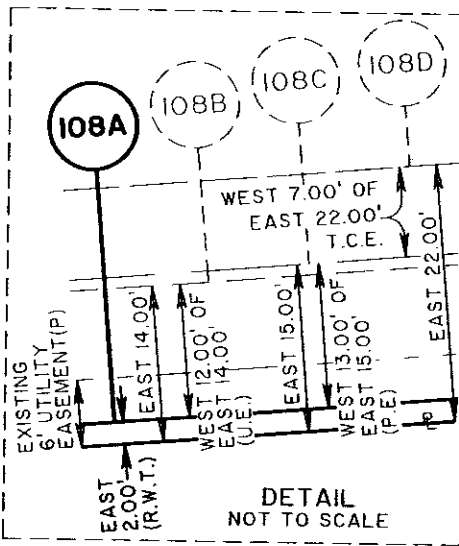 108A
108B
108C
108D
WEST 7.00' OF
EAST 22.00'
T.C.E.
EAST 22.00'
EXISTING
6' UTILITY
EASEMENT(P)
EAST 14.00'
WEST 12.00' OF
EAST 14.00'
(U.E.)
EAST 15.00'
WEST 13.00' OF
EAST 15.00'
(P.E)
EAST
2.00'
(R.W.T.)
DETAIL
NOT TO SCALE